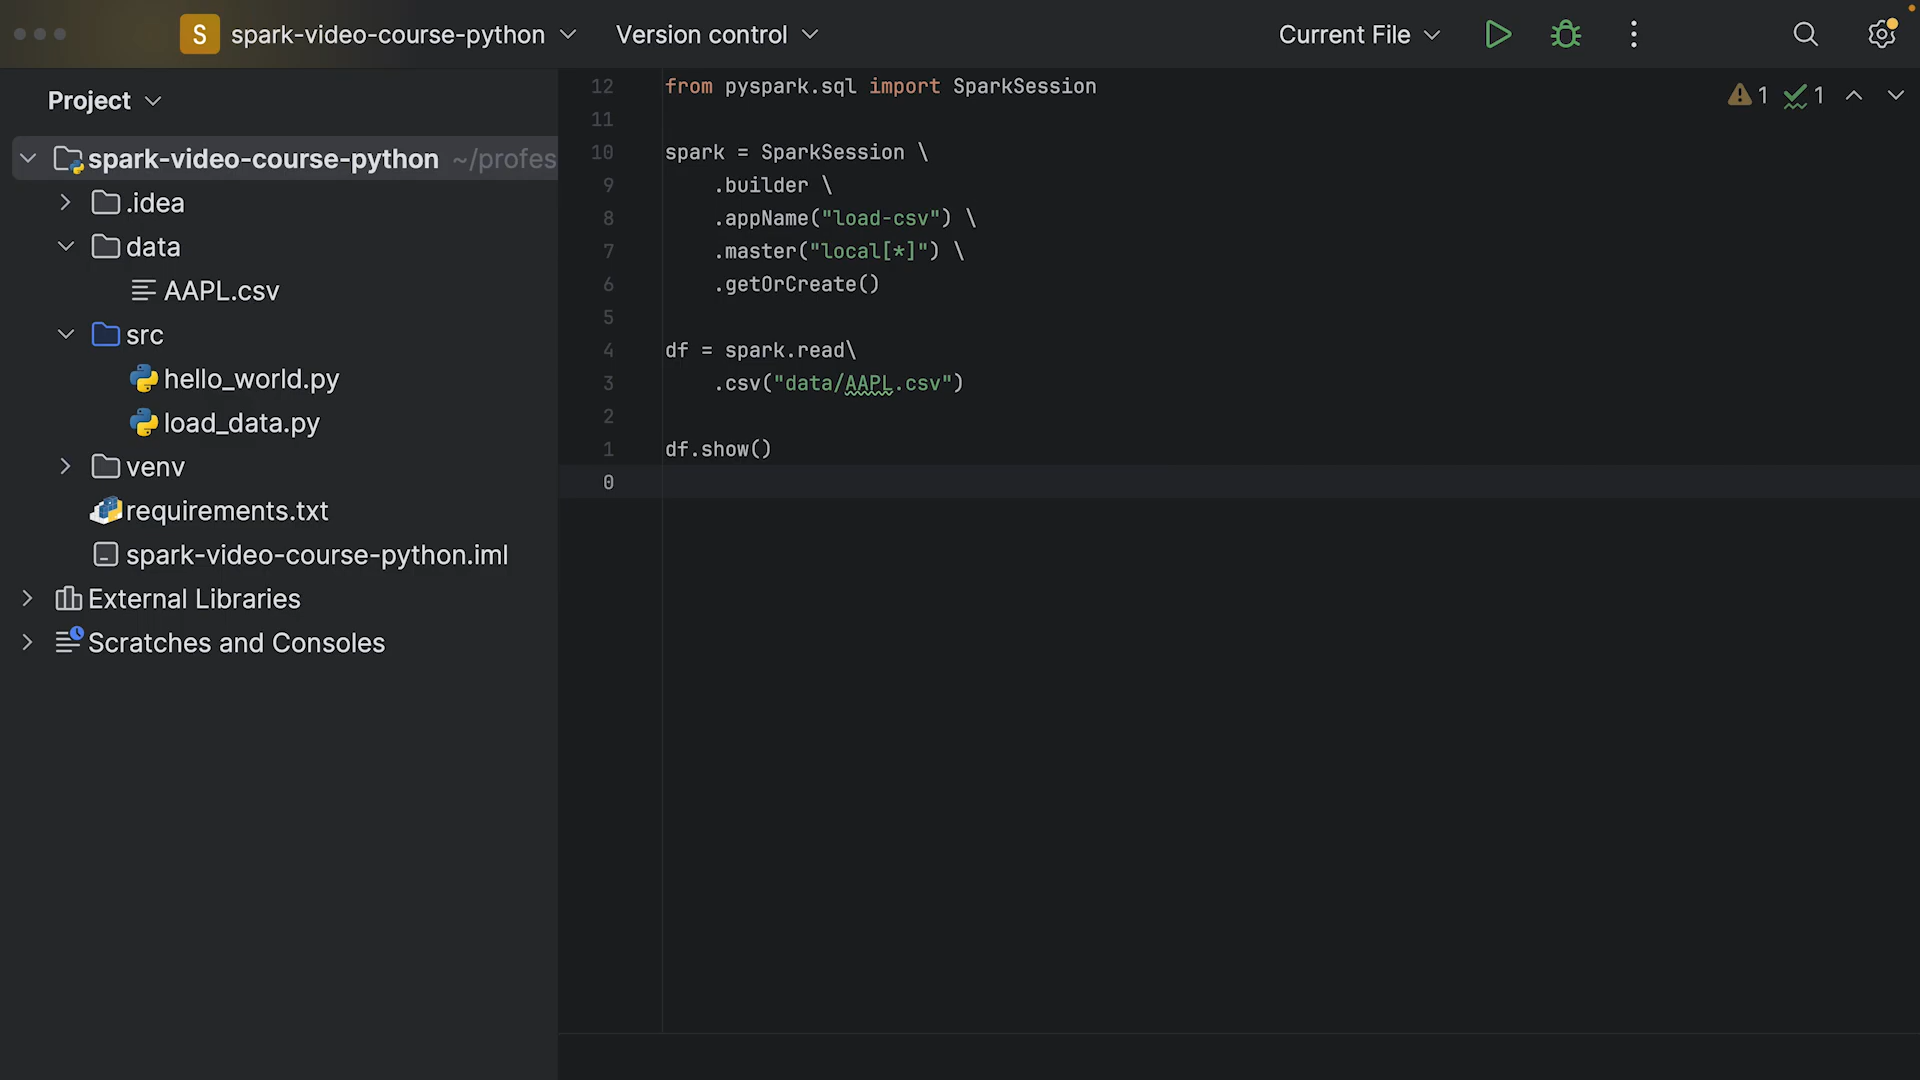 S spark-video-course-python Version control Current File
Project
spark-video-course-python ~/profes
.idea
data
AAPL.csv
src
hello_world.py
load_data.py
venv
requirements.txt
spark-video-course-python.iml
External Libraries
Scratches and Consoles
1 1
12 from pyspark.sql import SparkSession
11
10 spark = SparkSession \
9 .builder \
8 .appName("load-csv") \
7 .master("local[*]") \
6 .getOrCreate()
5
4 df = spark.read\
3 .csv("data/AAPL.csv")
2
1 df.show()
0